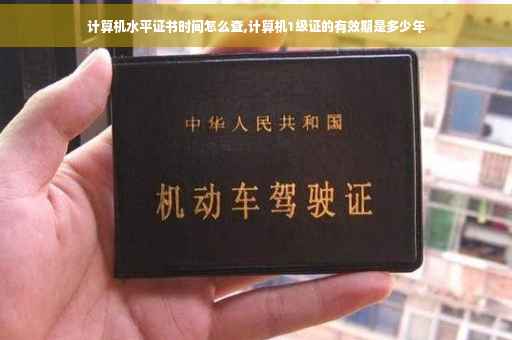 计算机水平证书时间怎么查,计算机1级证的有效期是多少年
中华人民共和国
机动车驾驶证